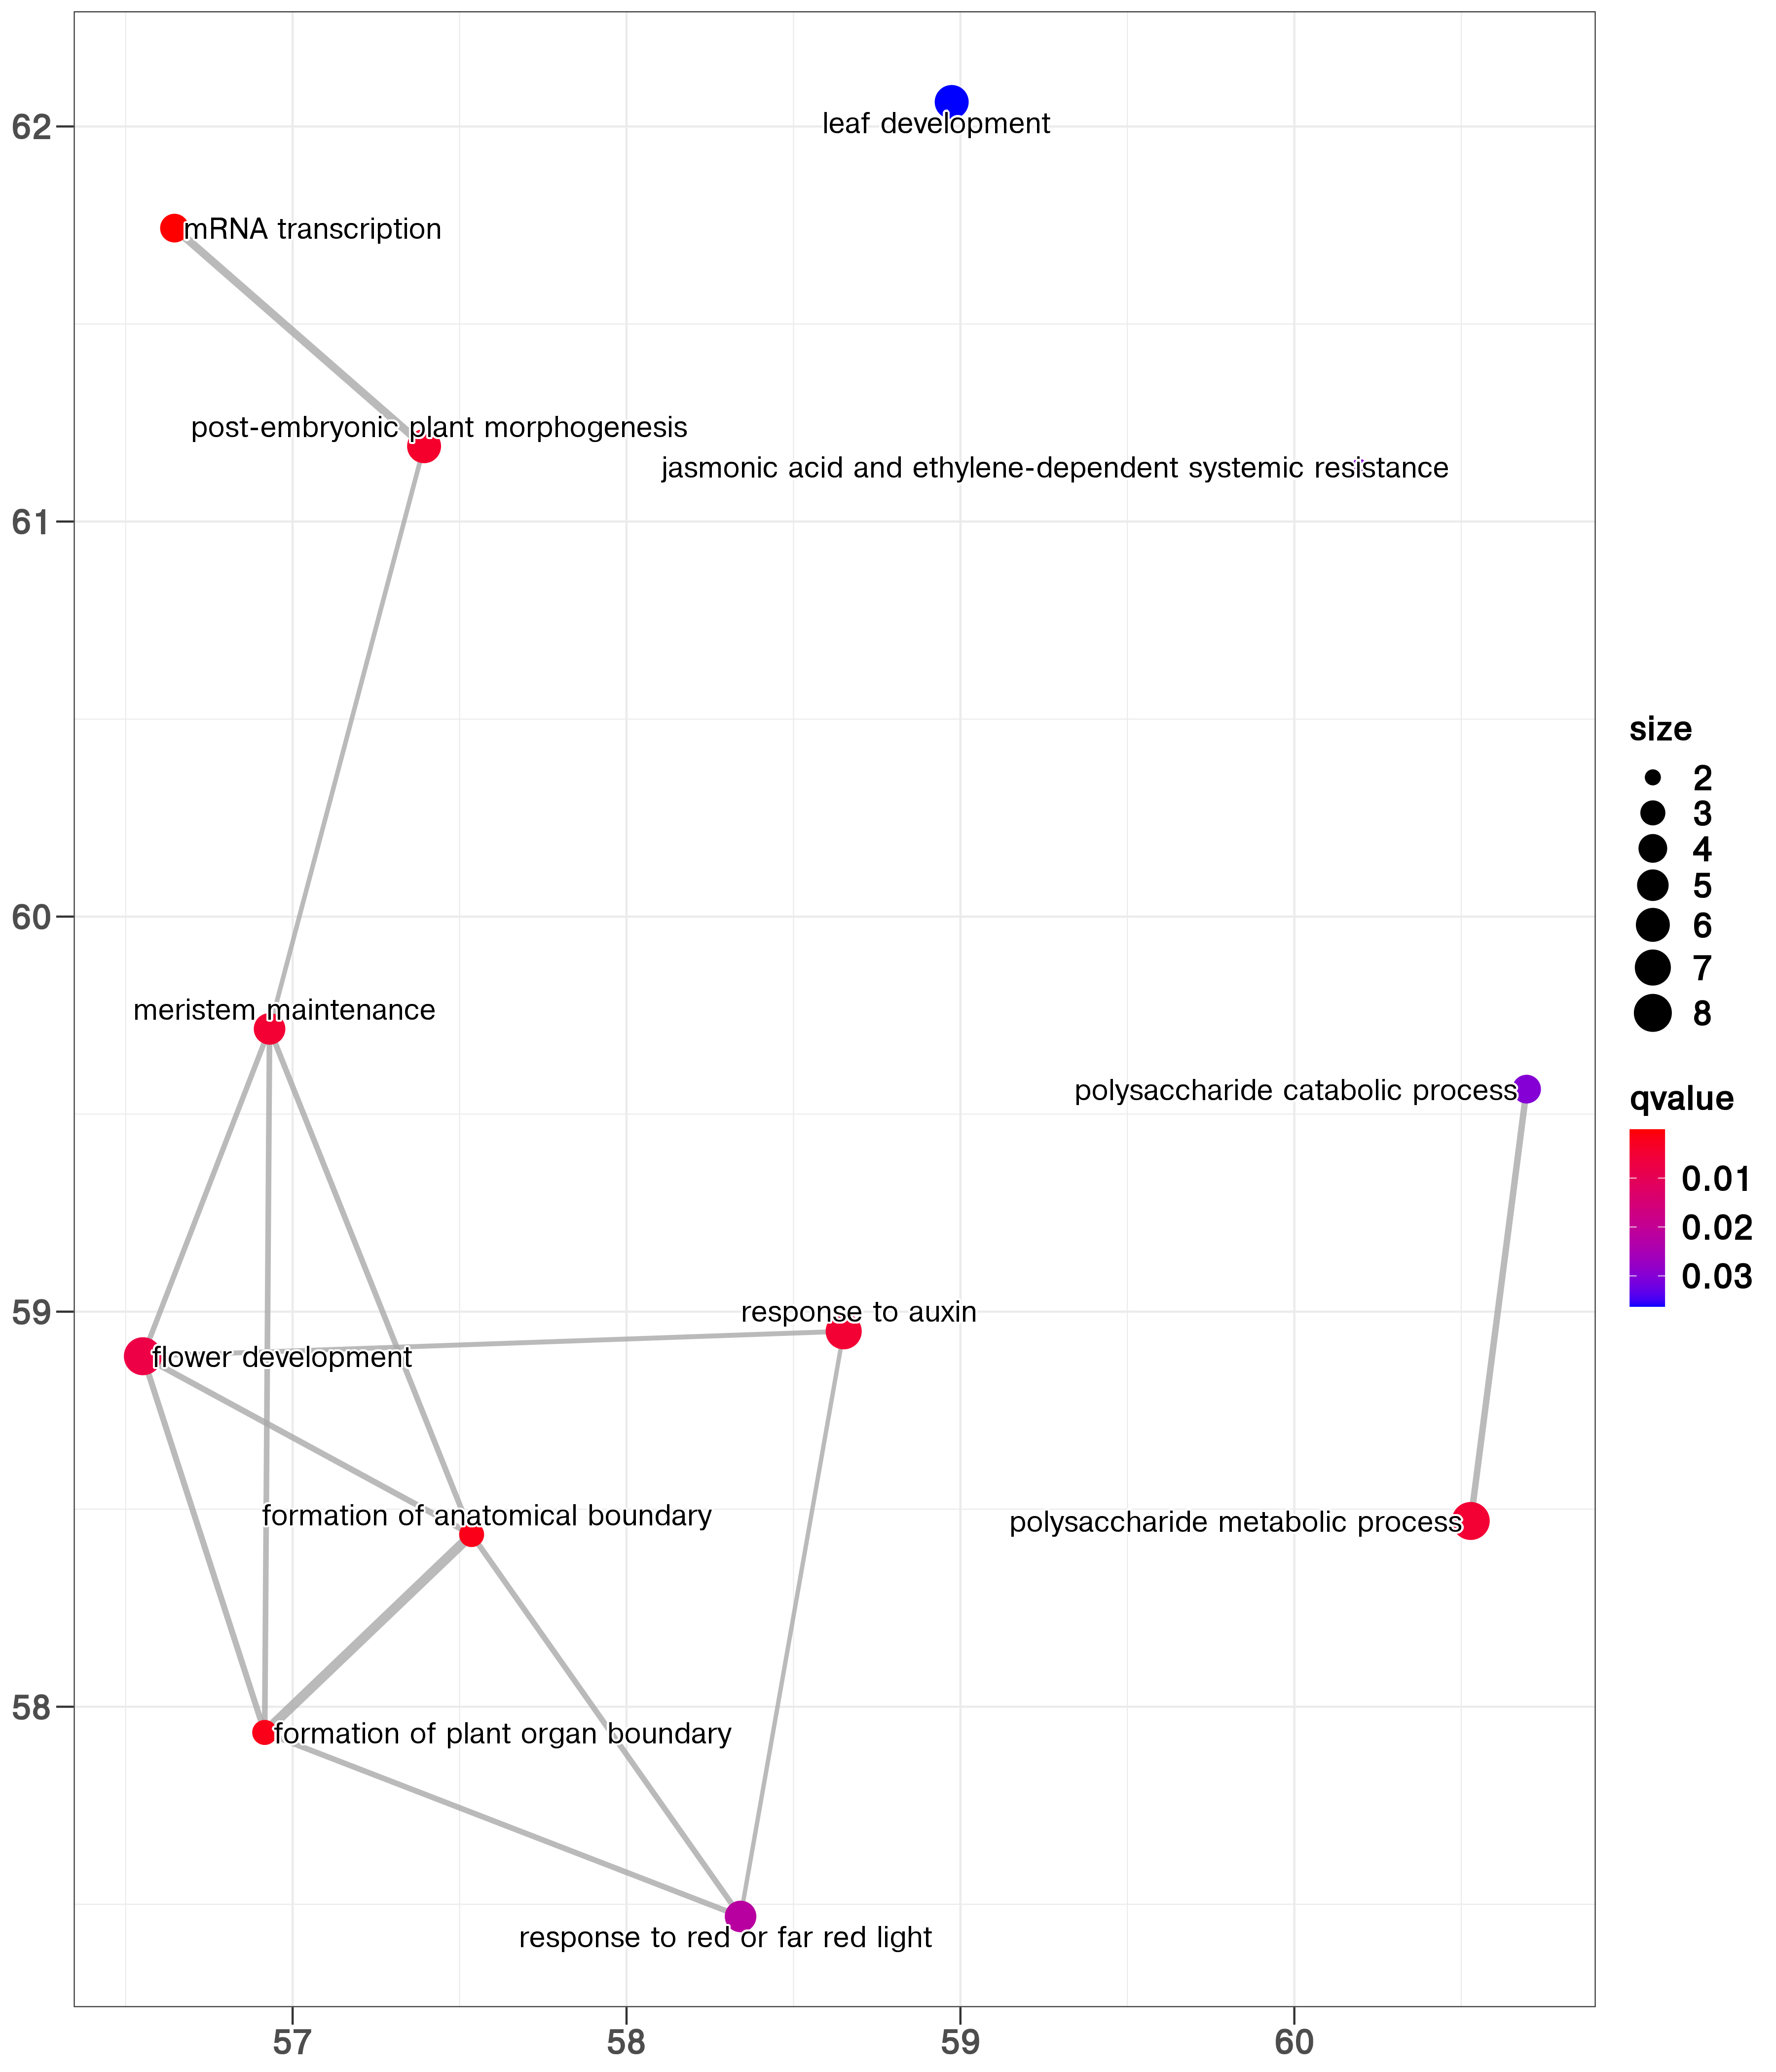 62
leaf development
mRNA transcription
post-embryonic plant morphogenesis
jasmonic acid and ethylene-dependent systemic resistance
61
60
meristem maintenance
polysaccharide catabolic process
59
response to auxin
flower development
formation of anatomical boundary
polysaccharide metabolic process
58
formation of plant organ boundary
response to red or far red light
57
58
59
60
size
2
3
4
5
6
7
8
qvalue
0.01
0.02
0.03